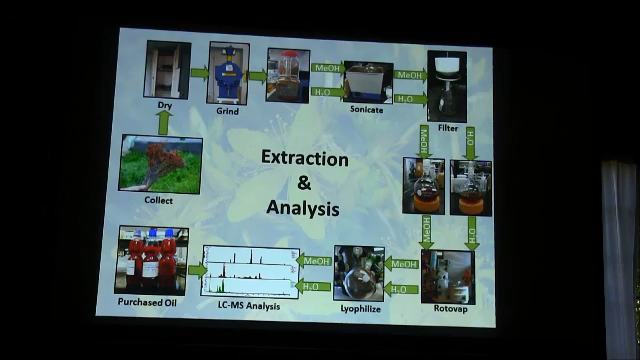 MeOH
MeOH
H₂O
H₂O
Dry
Grind
Sonicate
Filter
MeOH
H₂O
Extraction
&
Analysis
Collect
MeOH
H₂O
MeOH
MeOH
H₂O
H₂O
Purchased Oil
LC-MS Analysis
Lyophilize
Rotovap